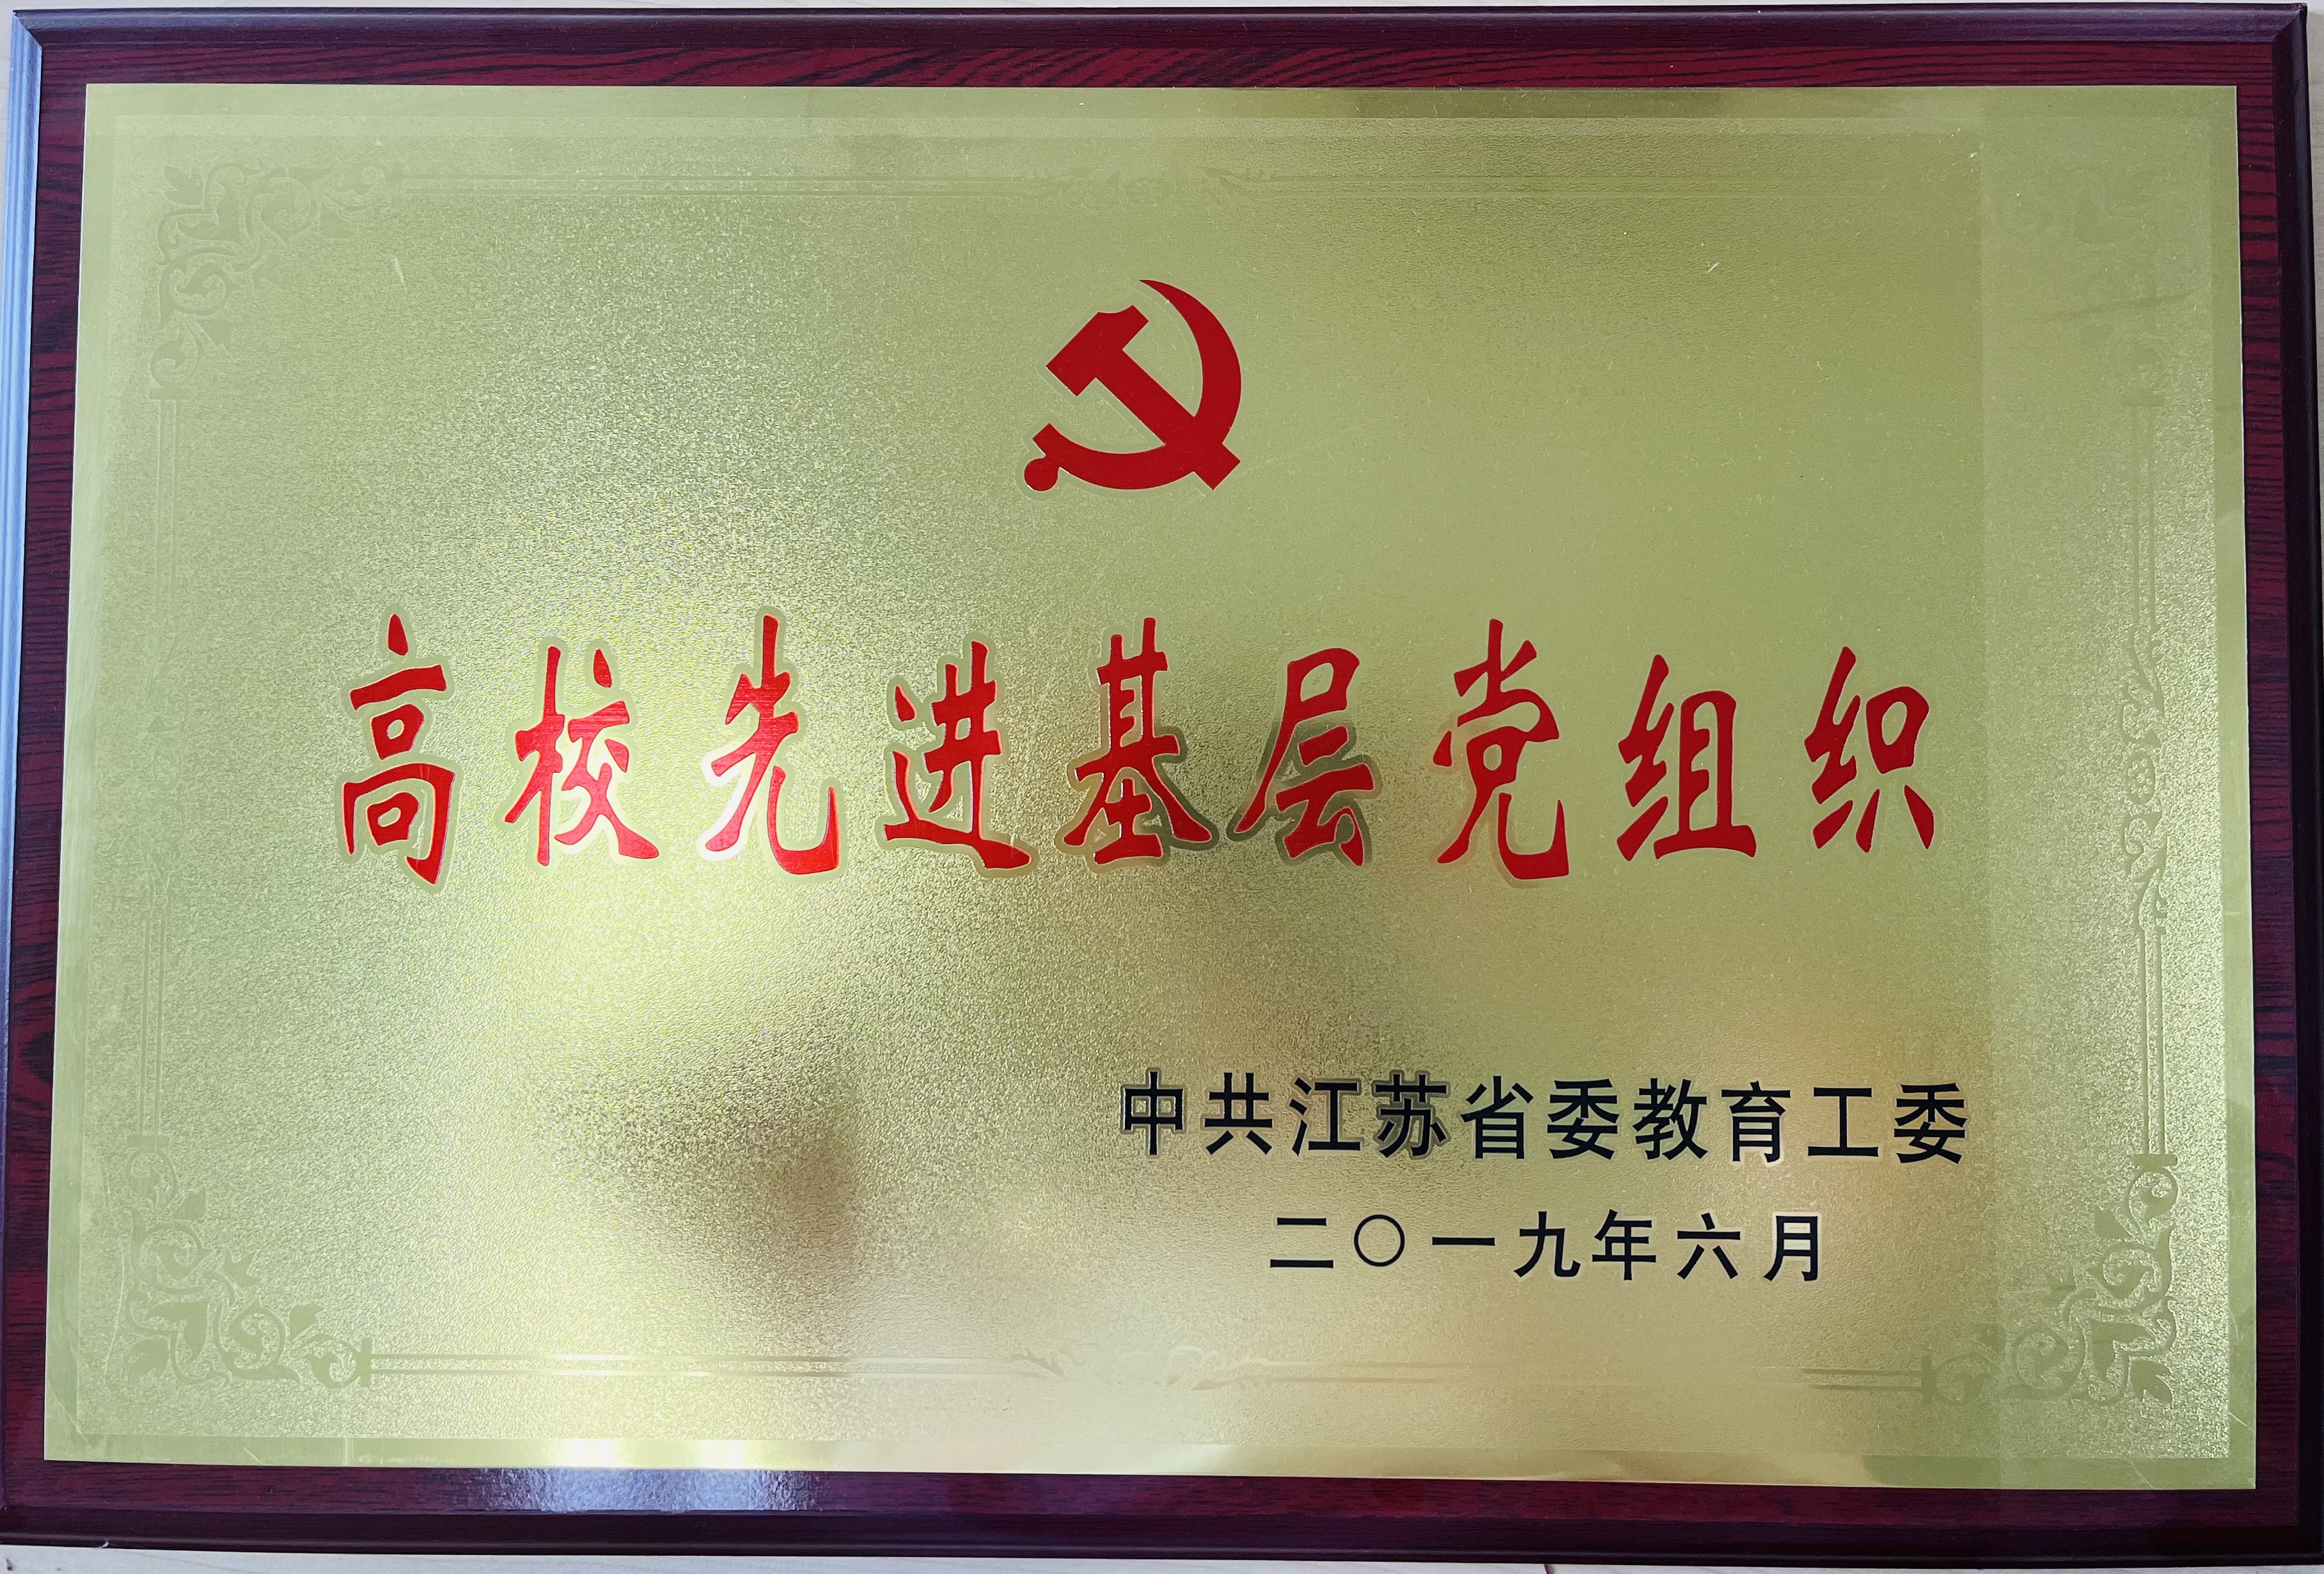 高校先进基层党组织
中共江苏省委教育工委
二〇一九年六月